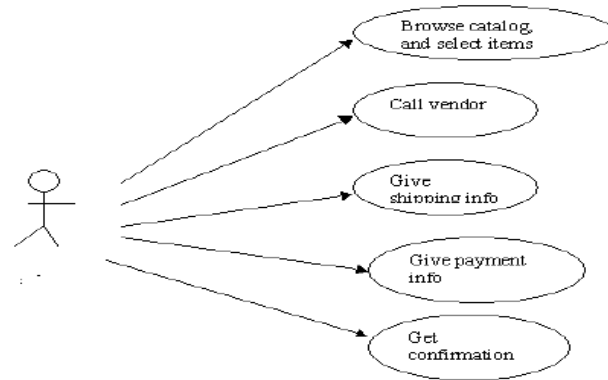 Browse catalog,
and select items
Call vendor
Give
shipping info
Give payment
info
Get
confirmation